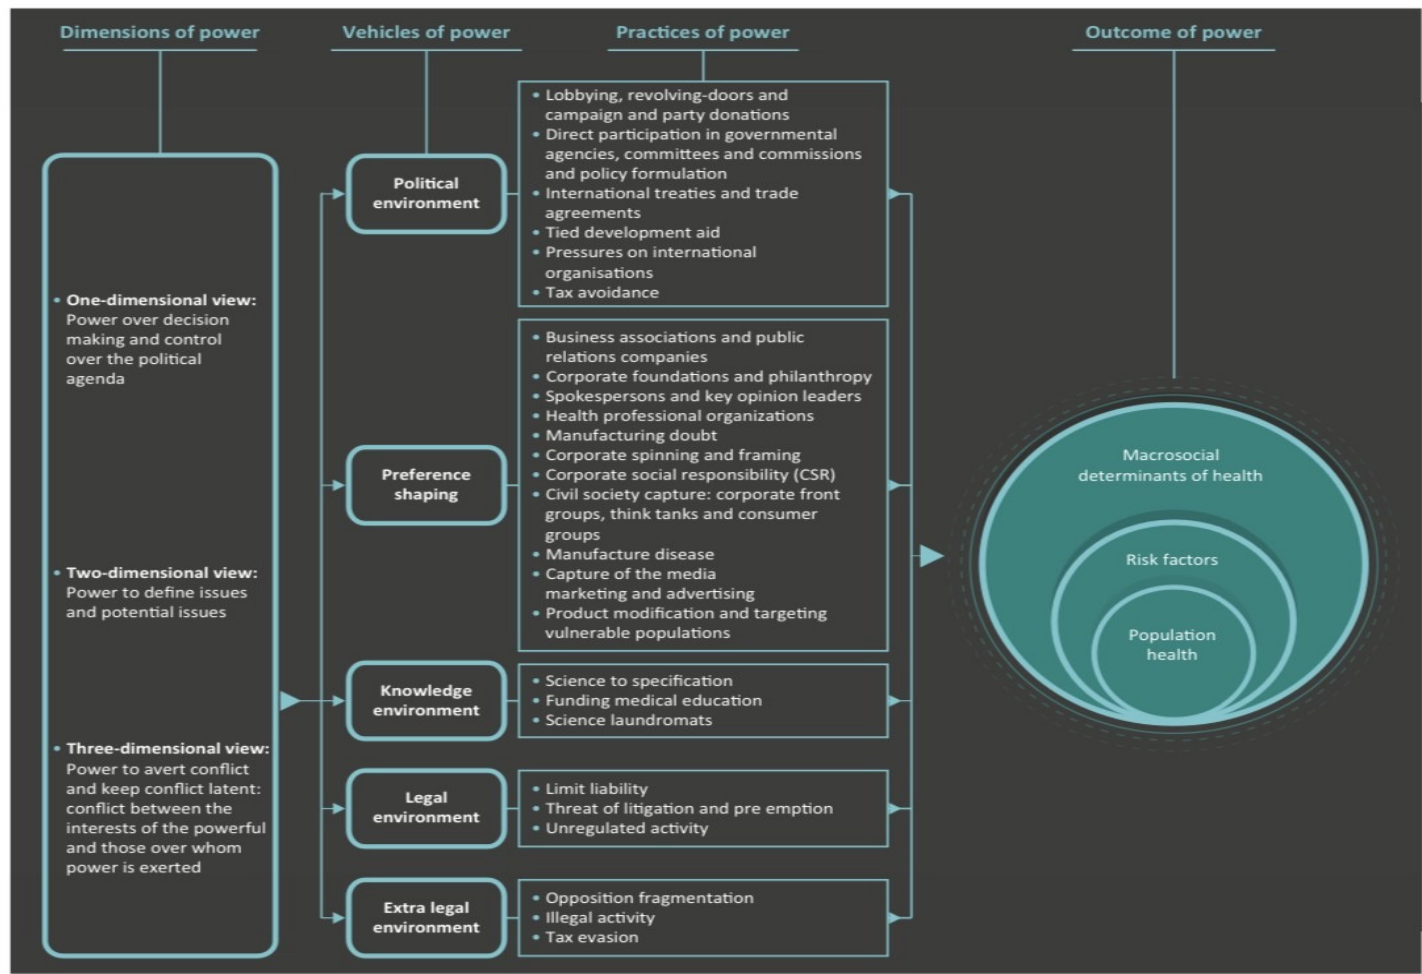 Dimensions of power
Vehicles of power
Practices of power
Outcome of power
• One-dimensional view:
Power over decision
making and control
over the political
agenda
• Two-dimensional view:
Power to define issues
and potential issues
• Three-dimensional view:
Power to avert conflict
and keep conflict latent:
conflict between the
interests of the powerful
and those over whom
power is exerted
Political
environment
• Lobbying, revolving-doors and
campaign and party donations
• Direct participation in governmental
agencies, committees and commissions
and policy formulation
• International treaties and trade
agreements
• Tied development aid
• Pressures on international
organisations
• Tax avoidance
Preference
shaping
• Business associations and public
relations companies
• Corporate foundations and philanthropy
• Spokespersons and key opinion leaders
• Health professional organizations
• Manufacturing doubt
• Corporate spinning and framing
• Corporate social responsibility (CSR)
• Civil society capture: corporate front
groups, think tanks and consumer
groups
• Manufacture disease
• Capture of the media
marketing and advertising
• Product modification and targeting
vulnerable populations
Knowledge
environment
• Science to specification
• Funding medical education
• Science laundromats
Legal
environment
• Limit liability
• Threat of litigation and pre emption
• Unregulated activity
Extra legal
environment
• Opposition fragmentation
• Illegal activity
• Tax evasion
Macrosocial
determinants of health
Risk factors
Population
health